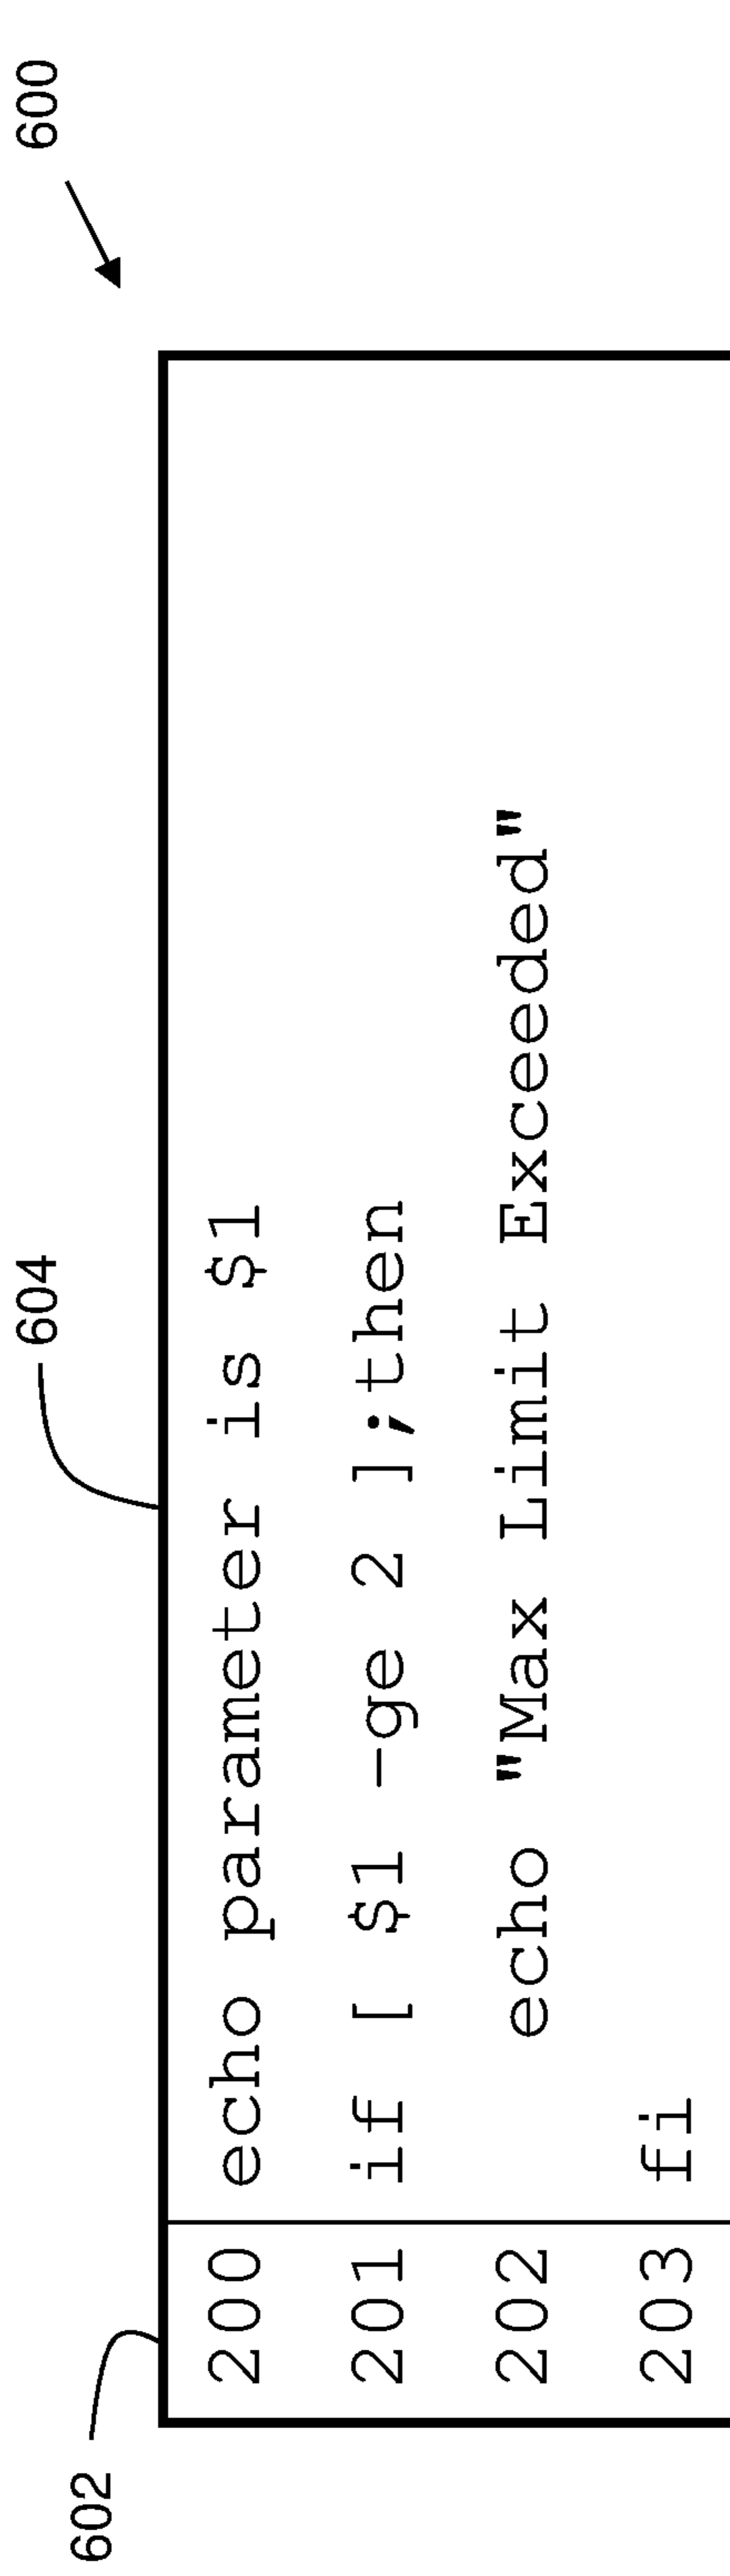 600
602
604
200 echo parameter is $1
201 if [ $1 -ge 2 ];then
202 echo "Max Limit Exceeded"
203 fi